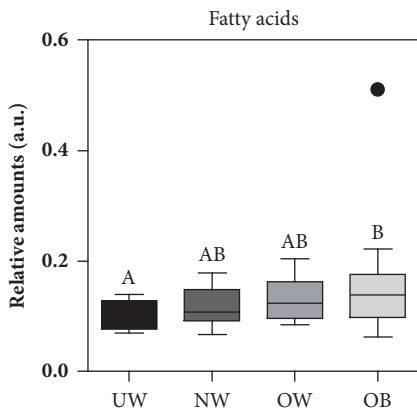 Fatty acids
Relative amounts (a.u.)
0.6
0.4
0.2
0.0
A
AB
AB
B
UW
NW
OW
OB